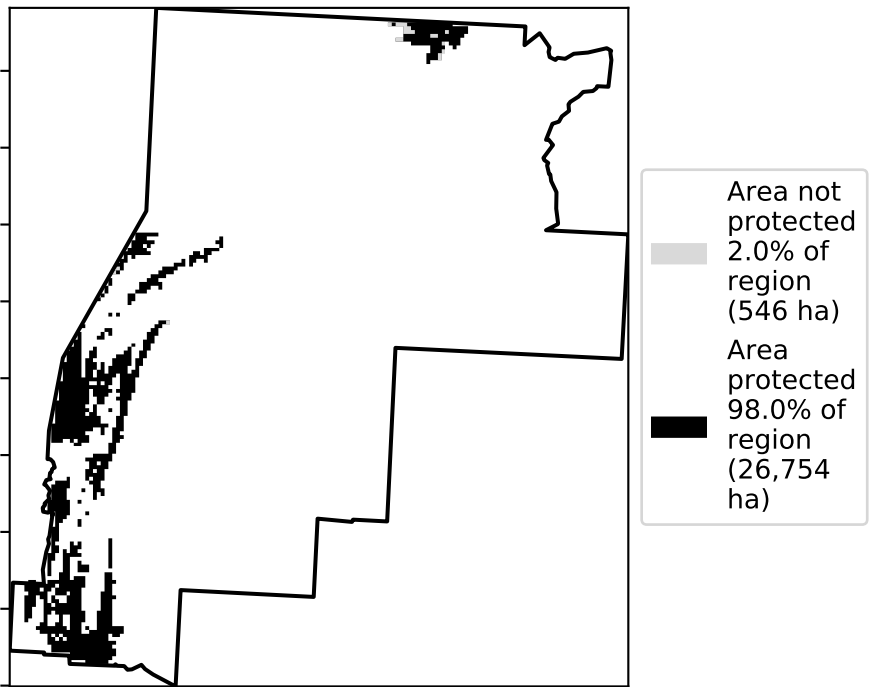 Area not
protected
2.0% of
region
(546 ha)
Area
protected
98.0% of
region
(26,754
ha)